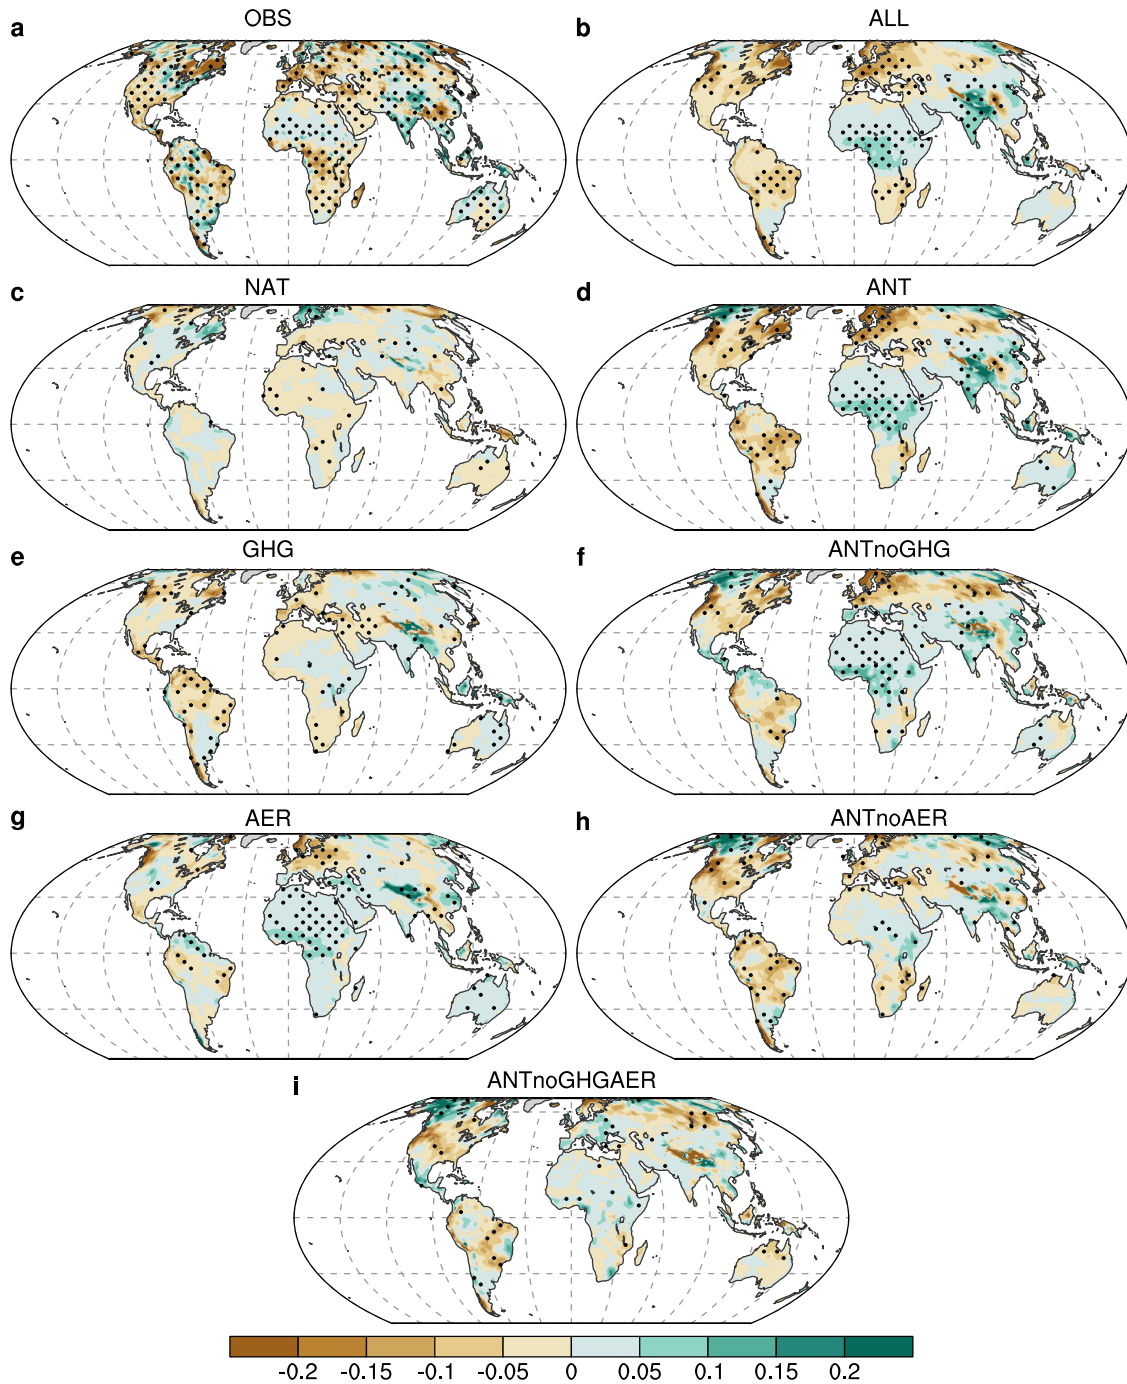 a OBS
b ALL
c NAT
d ANT
e GHG
f ANTnoGHG
g AER
h ANTnoAER
i ANTnoGHGAER
-0.2 -0.15 -0.1 -0.05 0 0.05 0.1 0.15 0.2